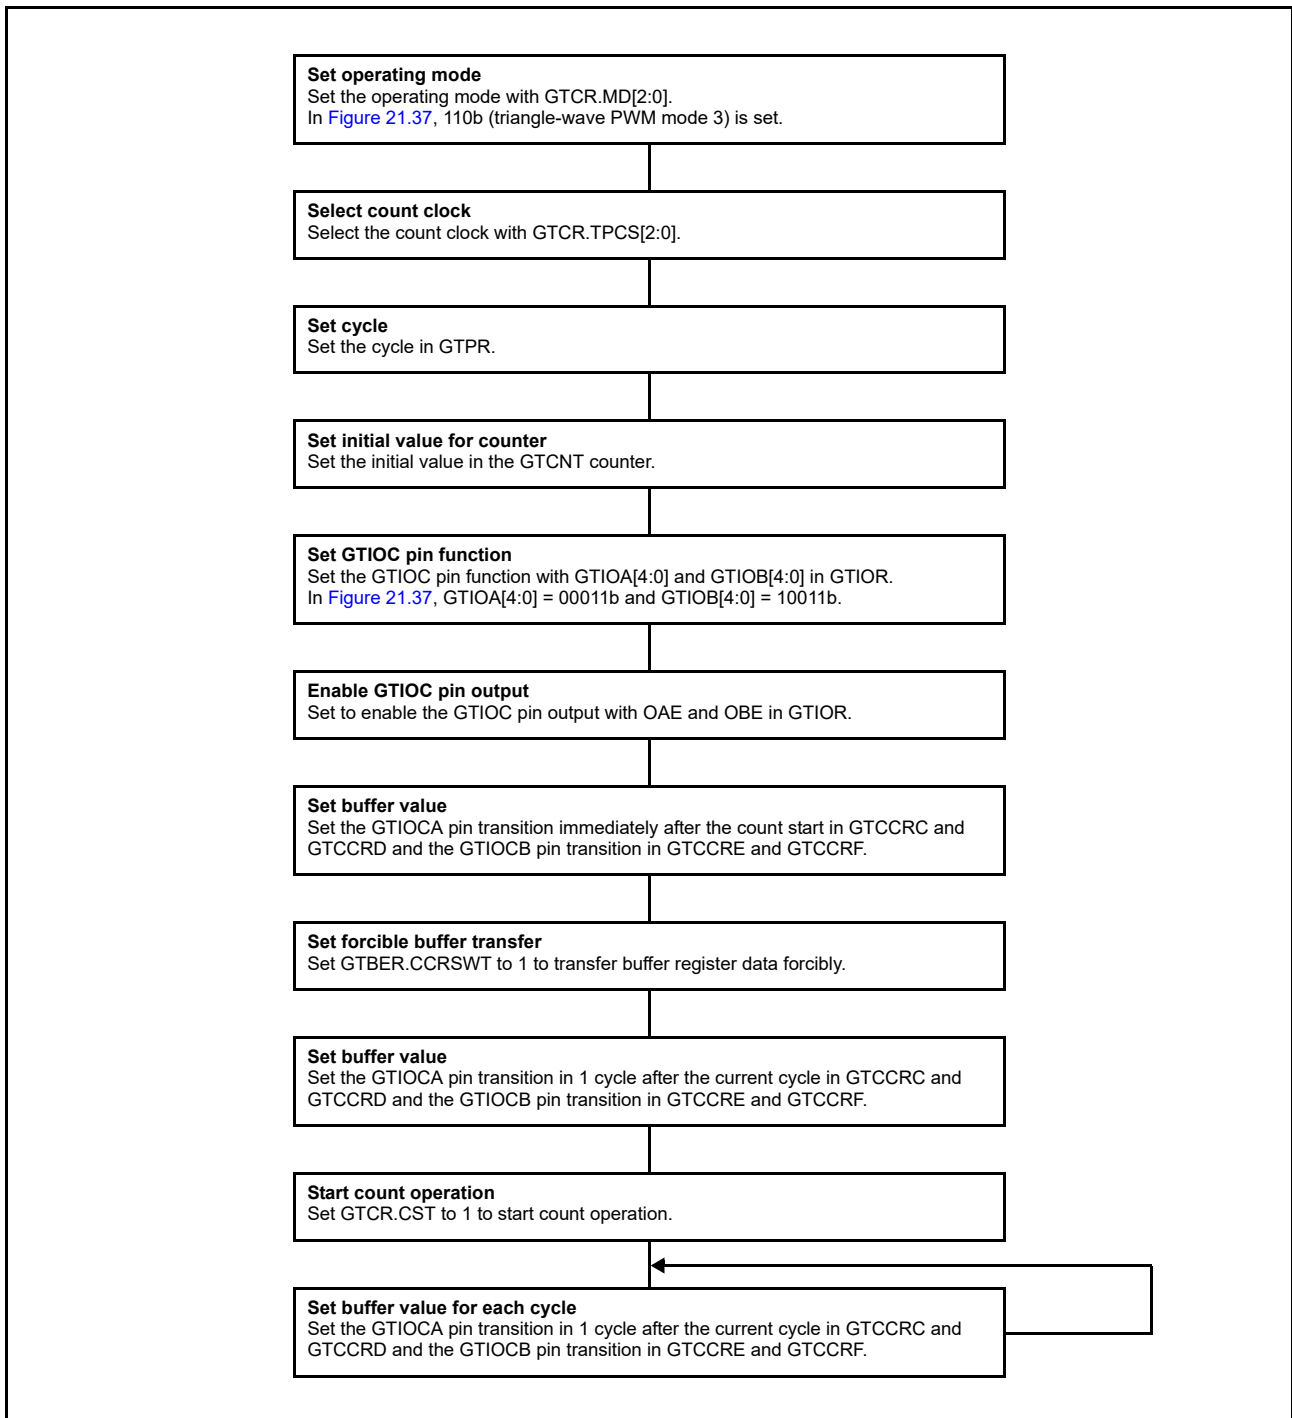 Set operating mode
Set the operating mode with GTCR.MD[2:0].
In Figure 21.37, 110b (triangle-wave PWM mode 3) is set.
Select count clock
Select the count clock with GTCR.TPCS[2:0].
Set cycle
Set the cycle in GTPR.
Set initial value for counter
Set the initial value in the GTCNT counter.
Set GTIOC pin function
Set the GTIOC pin function with GTIOA[4:0] and GTIOB[4:0] in GTIOR.
In Figure 21.37, GTIOA[4:0] = 00011b and GTIOB[4:0] = 10011b.
Enable GTIOC pin output
Set to enable the GTIOC pin output with OAE and OBE in GTIOR.
Set buffer value
Set the GTIOCA pin transition immediately after the count start in GTCCRC and
GTCCRD and the GTIOCB pin transition in GTCCRE and GTCCRF.
Set forcible buffer transfer
Set GTBER.CCRSWT to 1 to transfer buffer register data forcibly.
Set buffer value
Set the GTIOCA pin transition in 1 cycle after the current cycle in GTCCRC and
GTCCRD and the GTIOCB pin transition in GTCCRE and GTCCRF.
Start count operation
Set GTCR.CST to 1 to start count operation.
Set buffer value for each cycle
Set the GTIOCA pin transition in 1 cycle after the current cycle in GTCCRC and
GTCCRD and the GTIOCB pin transition in GTCCRE and GTCCRF.